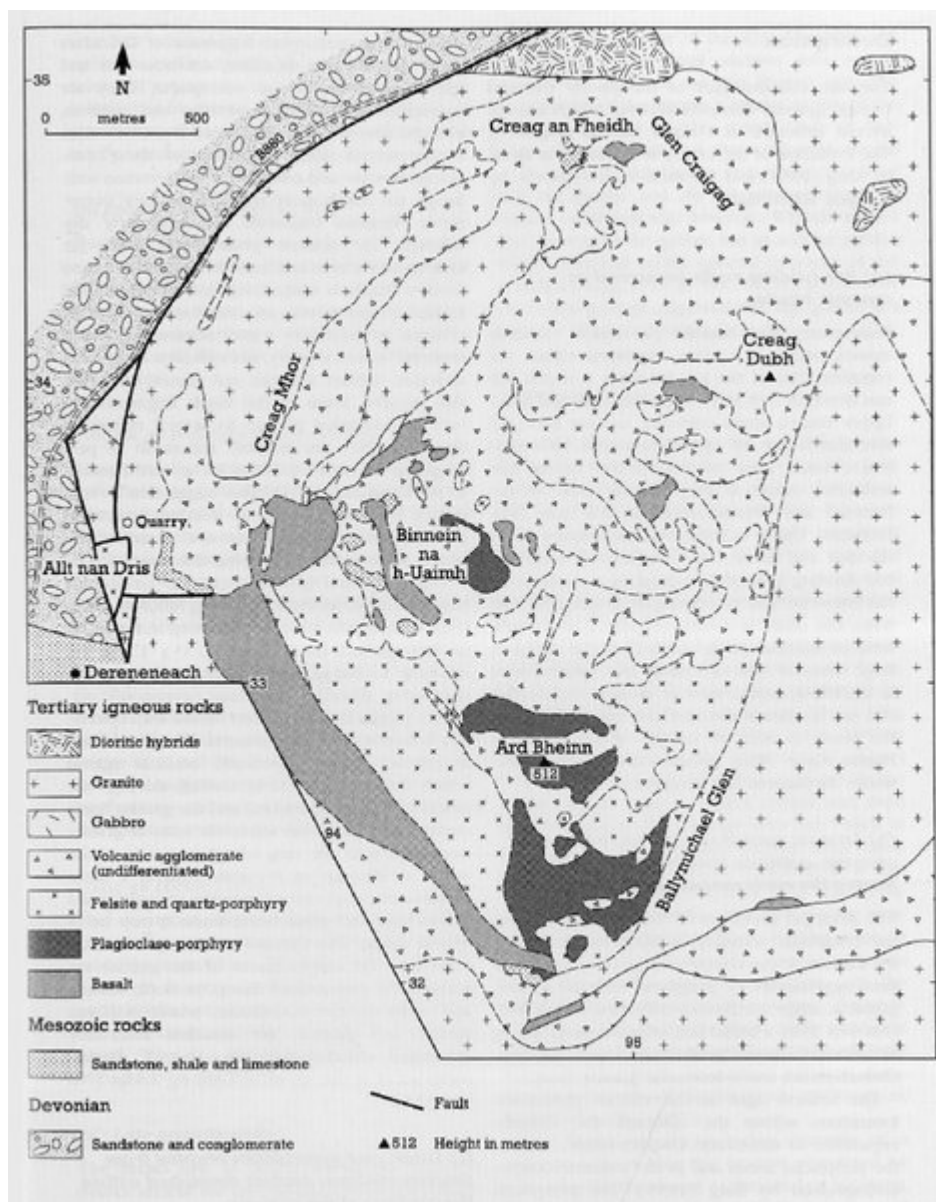 38
N
0 metres 500
B880
Creag an Fheidh
Glen Craigag
34
Creag Mhor
Creag
Dubh
Quarry
Binnein
na
h-Uaimh
Allt nan Dris
Dereneneach
33
Ard Bheinn
512
94
Ballymichael Glen
32
98
Tertiary igneous rocks
Dioritic hybrids
Granite
Gabbro
Volcanic agglomerate
(undifferentiated)
Felsite and quartz-porphyry
Plagioclase-porphyry
Basalt
Mesozoic rocks
Sandstone, shale and limestone
Devonian
Sandstone and conglomerate
Fault
512 Height in metres